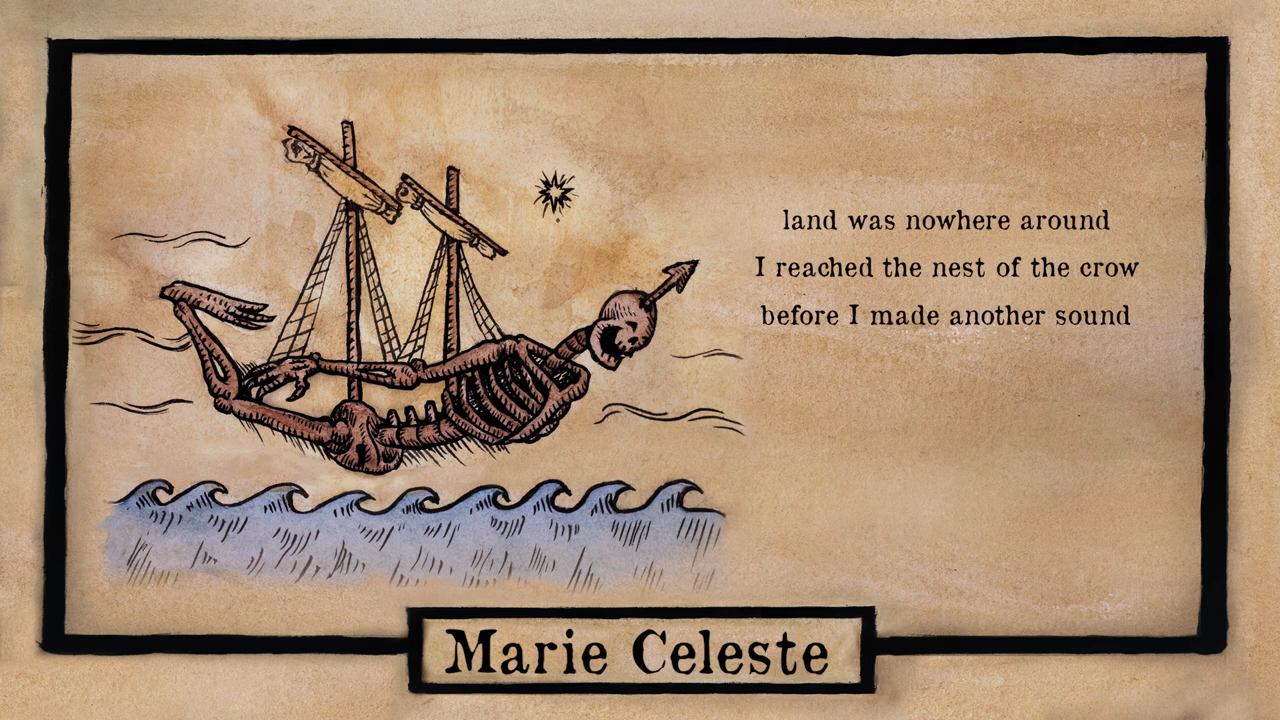 land was nowhere around
I reached the nest of the crow
before I made another sound
Marie Celeste